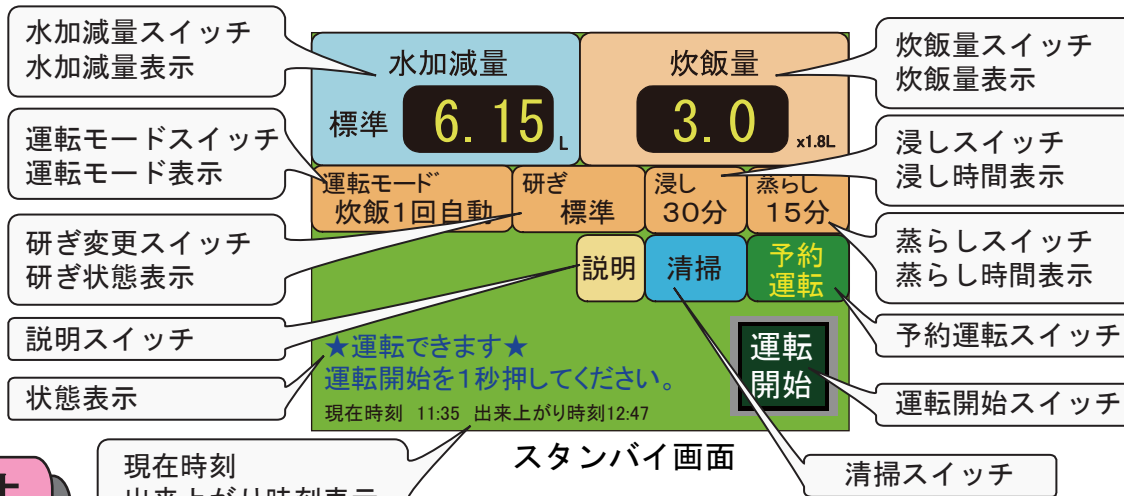 水加減量スイッチ
水加減量表示
運転モードスイッチ
運転モード表示
研ぎ変更スイッチ
研ぎ状態表示
説明スイッチ
状態表示
現在時刻
出来上がり時刻表示
水加減量
標準 6.15 L
炊飯量
3.0 x1.8L
運転モード
炊飯1回自動
研ぎ
標準
浸し
30分
蒸らし
15分
説明
清掃
予約
運転
★運転できます★
運転開始を1秒押してください。
現在時刻 11:35 出来上がり時刻12:47
運転
開始
スタンバイ画面
炊飯量スイッチ
炊飯量表示
浸しスイッチ
浸し時間表示
蒸らしスイッチ
蒸らし時間表示
予約運転スイッチ
運転開始スイッチ
清掃スイッチ